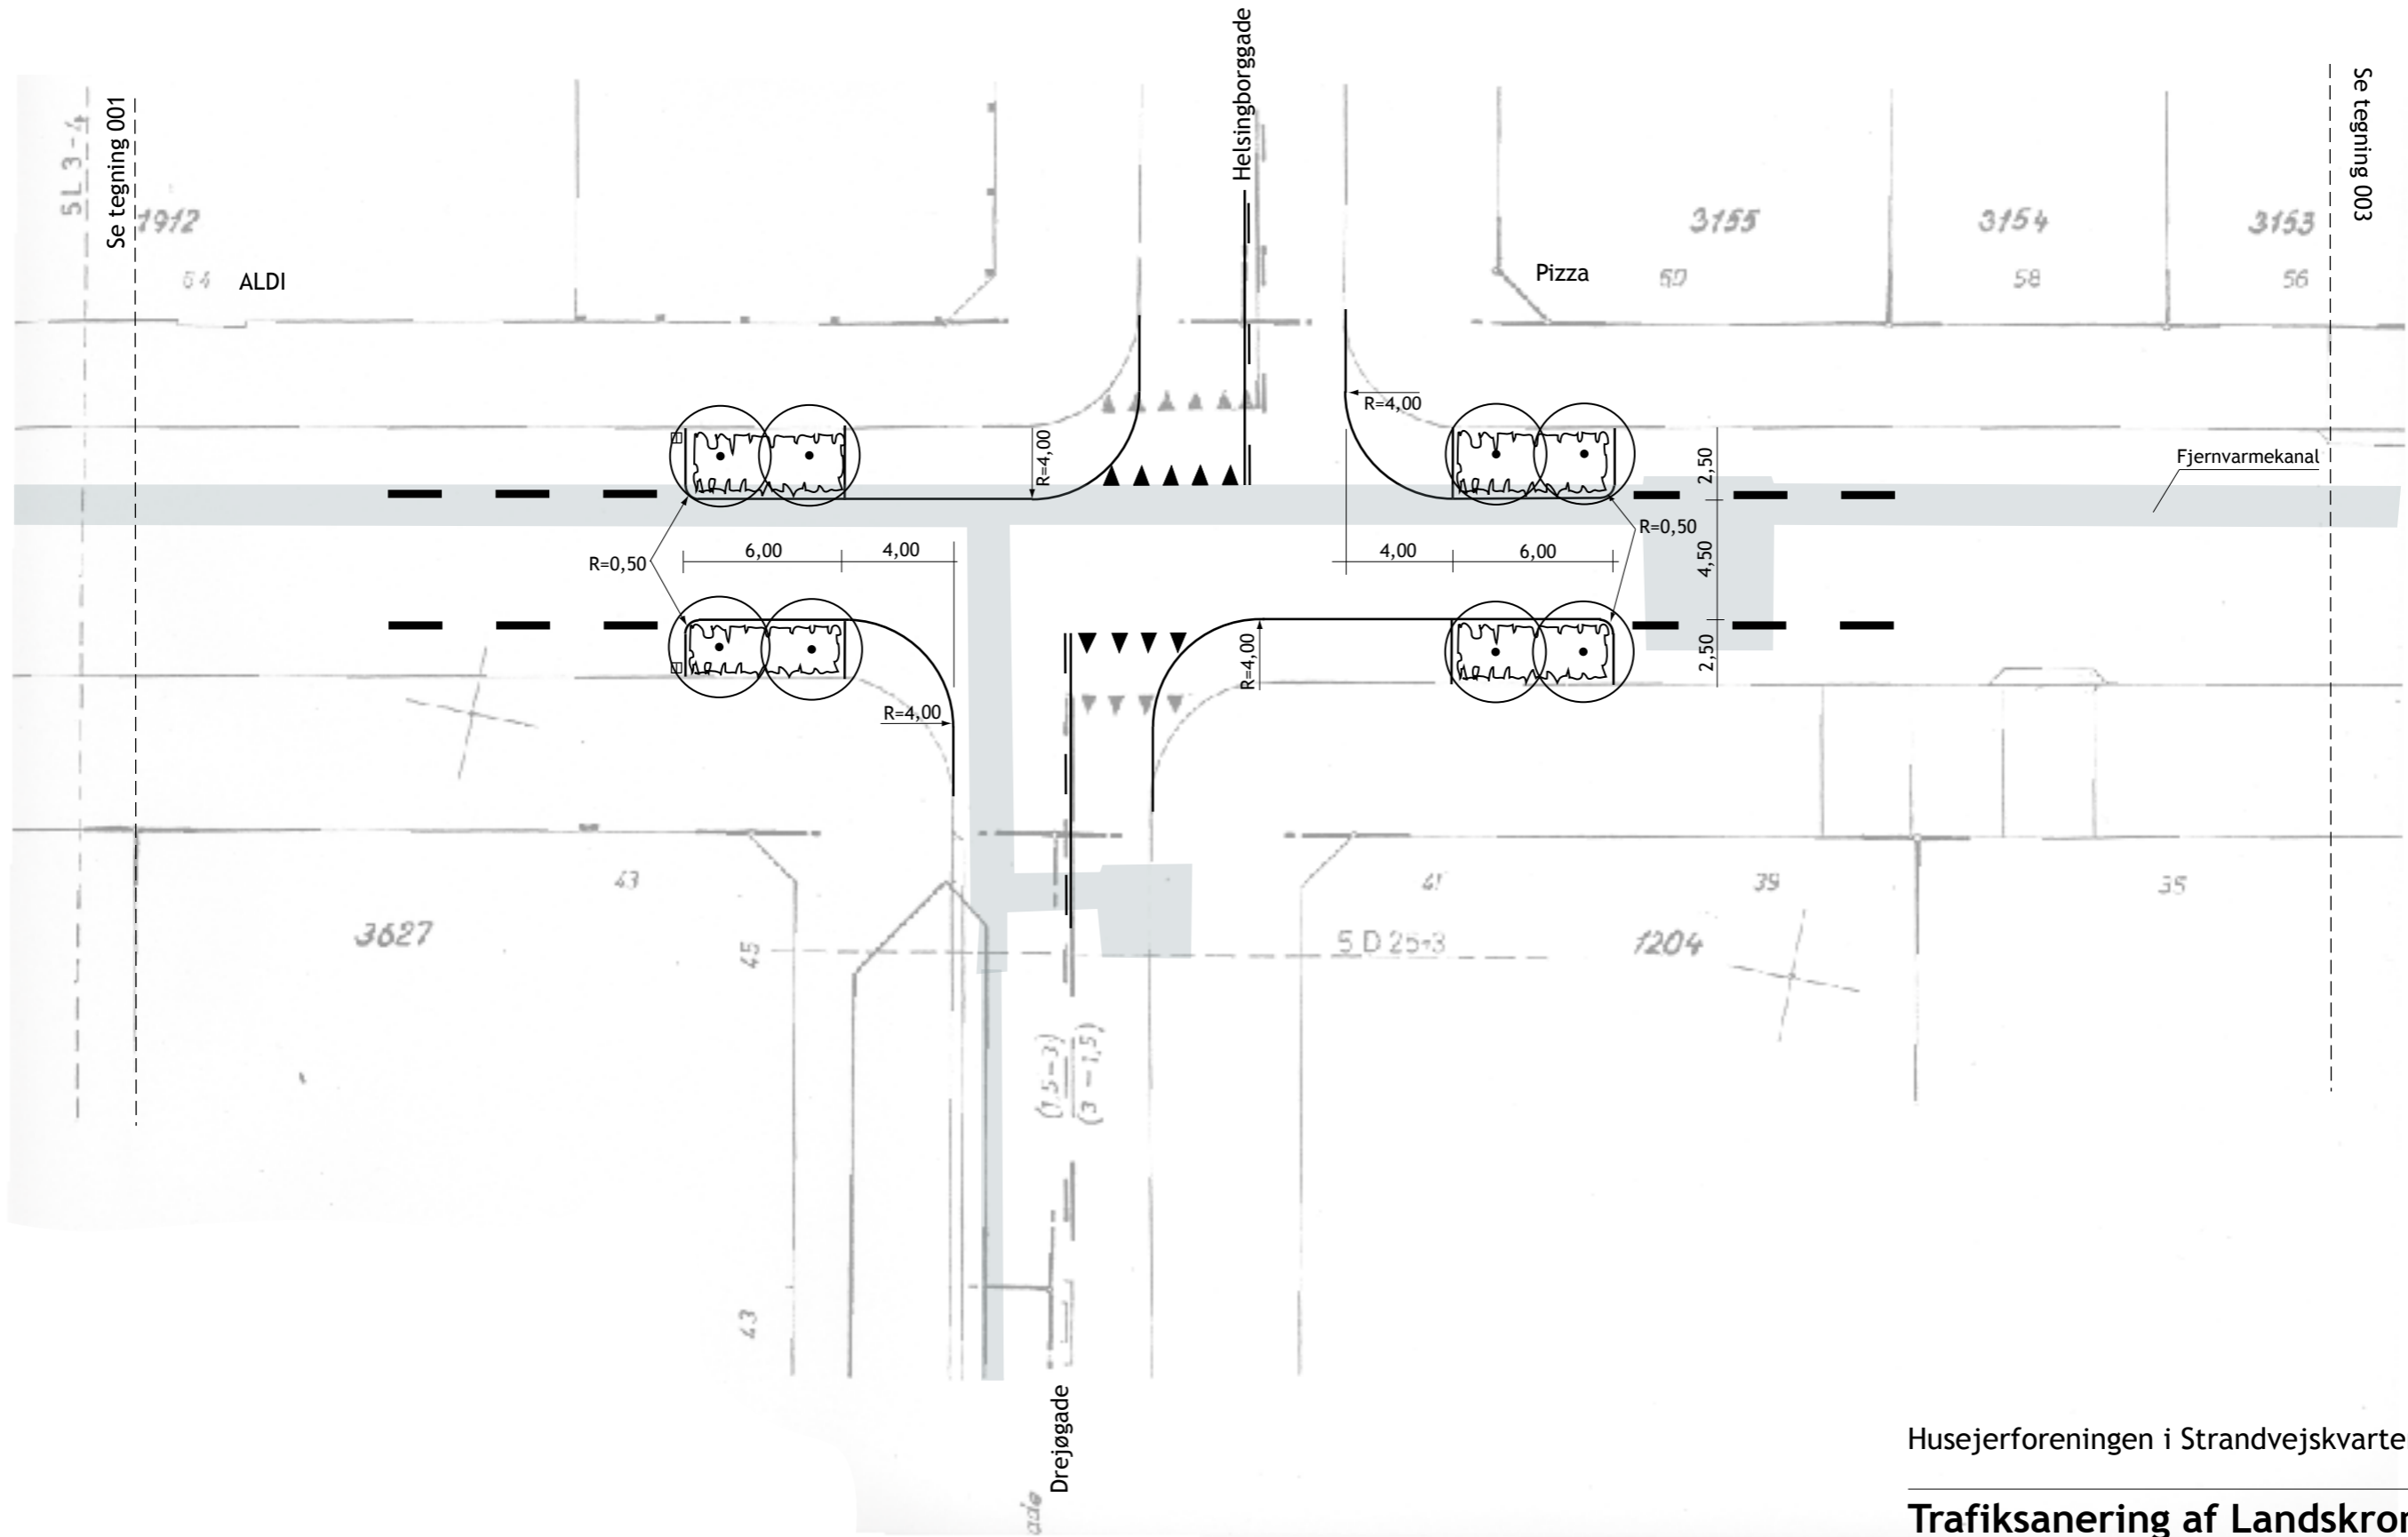 Helsingborggade
Se tegning 001
Se tegning 003
5L 3-4
1912
64
ALDI
Pizza
3155
3154
3153
60
58
56
R=4,00
R=4,00
2,50
Fjernvarmekanal
R=0,50
6,00
4,00
R=0,50
4,00
6,00
4,50
R=4,00
R=4,00
2,50
43
41
39
35
3627
45
5 D 25-3
1204
(1,5-3)
(3-1,5)
43
Drejøgade
ade
Husejerforeningen i Strandvejskvarte
Trafiksanering af Landskro